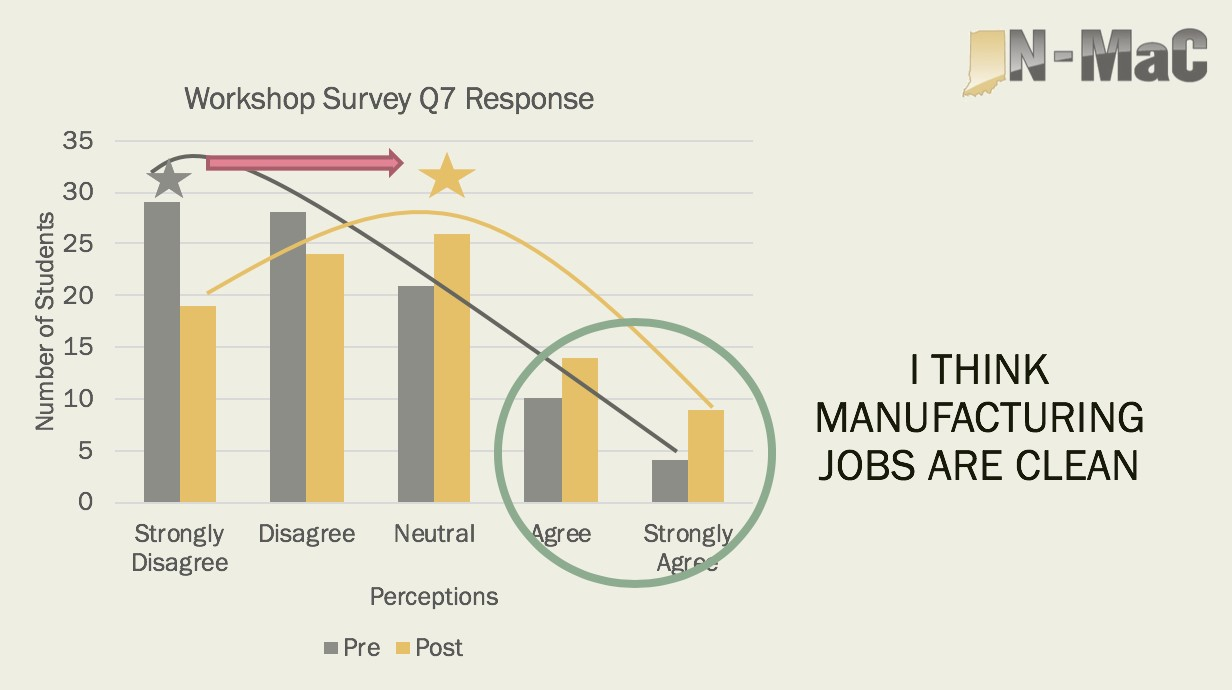 N-MaC
Workshop Survey Q7 Response
35
30
25
20
15
10
5
0
Number of Students
Strongly
Disagree
Disagree
Neutral
Agree
Strongly
Agree
Perceptions
Pre
Post
I THINK
MANUFACTURING
JOBS ARE CLEAN